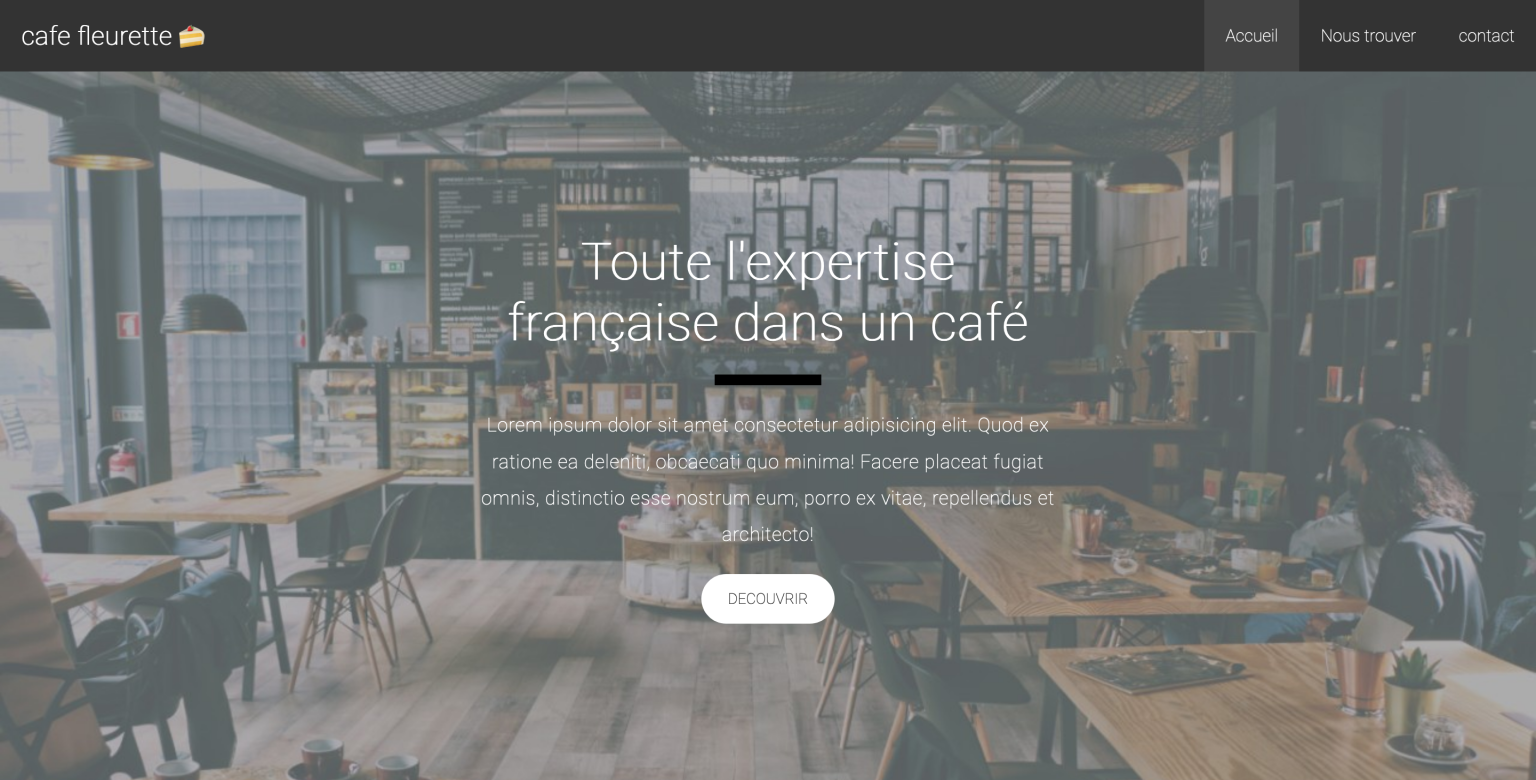 cafe fleurette 🍰
Accueil
Nous trouver
contact
Toute l'expertise
française dans un café
Lorem ipsum dolor sit amet consectetur adipisicing elit. Quod ex
ratione ea deleniti, obcaecati quo minima! Facere placeat fugiat
omnis, distinctio esse nostrum eum, porro ex vitae, repellendus et
architecto!
DECOUVRIR